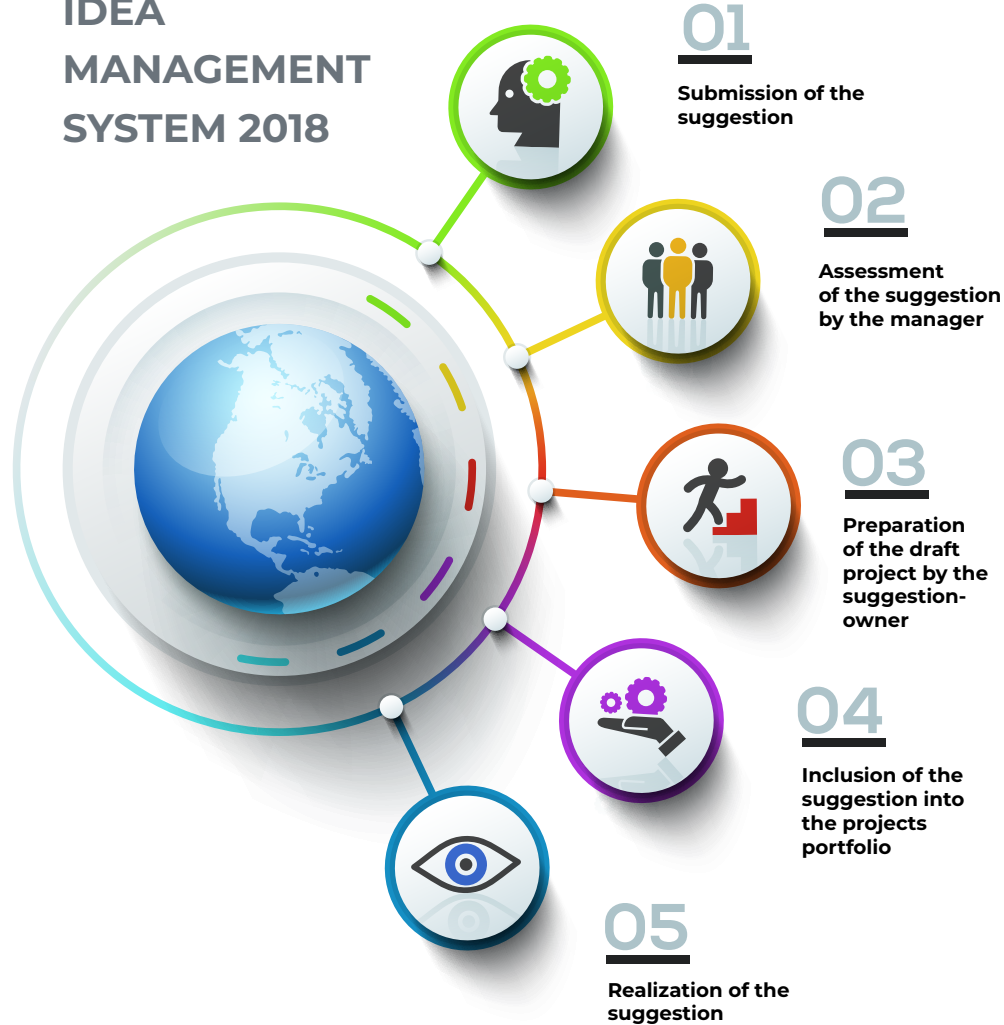 IDEA
MANAGEMENT
SYSTEM 2018
01
Submission of the
suggestion
02
Assessment
of the suggestion
by the manager
03
Preparation
of the draft
project by the
suggestion-
owner
04
Inclusion of the
suggestion into
the projects
portfolio
05
Realization of the
suggestion